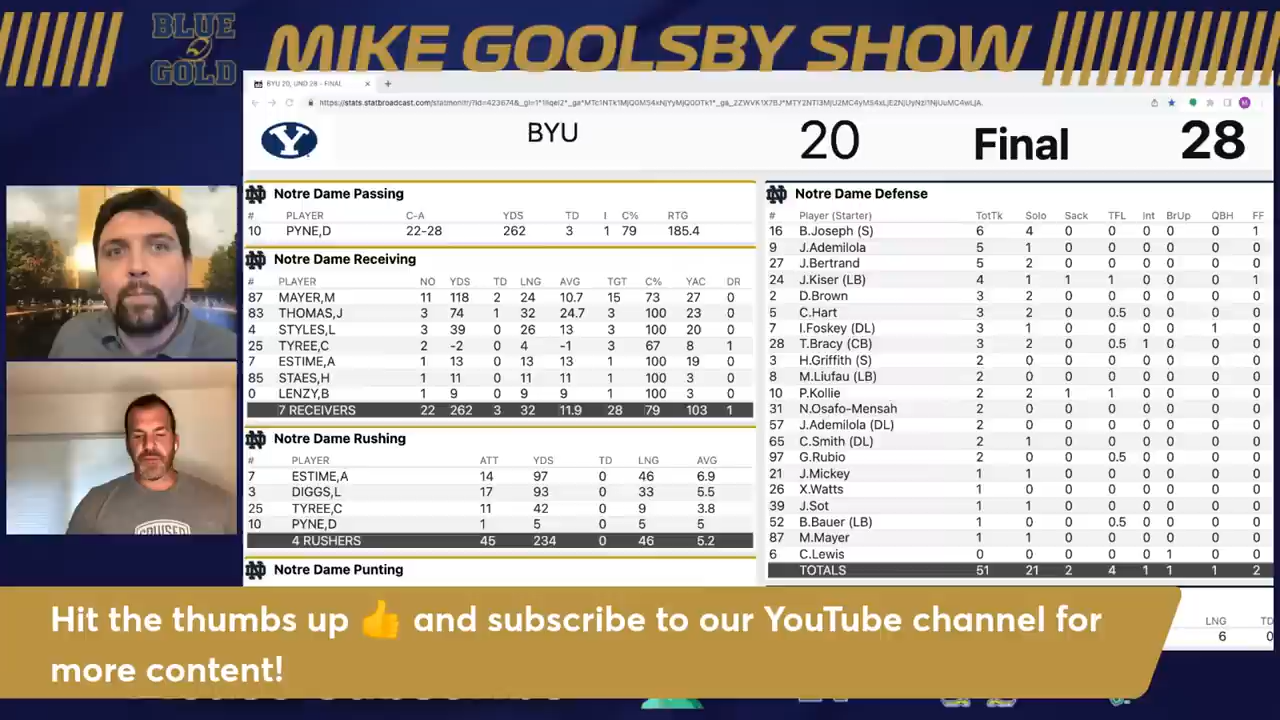 BLUE
GOLD
MIKE GOOLSBY SHOW
BYU 20, UND 28 - FINAL
BYU 20 Final 28
Notre Dame Passing
# PLAYER C-A YDS TD I C% RTG
10 PYNE,D 22-28 262 3 1 79 185.4
Notre Dame Receiving
# PLAYER NO YDS TD LNG AVG TGT C% YAC DR
87 MAYER,M 11 118 2 24 10.7 15 73 27 0
83 THOMAS,J 3 74 1 32 24.7 3 100 23 0
4 STYLES,L 3 39 0 26 13 3 100 20 0
25 TYREE,C 2 -2 0 4 -1 3 67 8 1
7 ESTIME,A 1 13 0 13 13 1 100 19 0
85 STAES,H 1 11 0 11 11 1 100 3 0
0 LENZY,B 1 9 0 9 9 1 100 3 0
7 RECEIVERS 22 262 3 32 11.9 28 79 103 1
Notre Dame Rushing
# PLAYER ATT YDS TD LNG AVG
7 ESTIME,A 14 97 0 46 6.9
3 DIGGS,L 17 93 0 33 5.5
25 TYREE,C 11 42 0 9 3.8
10 PYNE,D 1 5 0 5 5
4 RUSHERS 45 234 0 46 5.2
Notre Dame Punting
Notre Dame Defense
# Player (Starter) TotTk Solo Sack TFL Int BrUp QBH FF
16 B.Joseph (S) 6 4 0 0 0 0 0 1
9 J.Ademilola 5 1 0 0 0 0 0 0
27 J.Bertrand 5 2 0 0 0 0 0 0
24 J.Kiser (LB) 4 1 1 1 0 0 0 1
2 D.Brown 3 2 0 0 0 0 0 0
5 C.Hart 3 2 0 0.5 0 0 0 0
7 I.Foskey (DL) 3 1 0 0 0 0 1 0
28 T.Bracy (CB) 3 2 0 0.5 1 0 0 0
3 H.Griffith (S) 2 0 0 0 0 0 0 0
8 M.Liufau (LB) 2 0 0 0 0 0 0 0
10 P.Kollie 2 2 1 1 0 0 0 0
31 N.Osafo-Mensah 2 0 0 0 0 0 0 0
57 J.Ademilola (DL) 2 0 0 0 0 0 0 0
65 C.Smith (DL) 2 1 0 0 0 0 0 0
97 G.Rubio 2 0 0 0.5 0 0 0 0
21 J.Mickey 1 1 0 0 0 0 0 0
26 X.Watts 1 0 0 0 0 0 0 0
39 J.Sot 1 1 0 0 0 0 0 0
52 B.Bauer (LB) 1 0 0 0.5 0 0 0 0
87 M.Mayer 1 1 0 0 0 0 0 0
6 C.Lewis 0 0 0 0 0 1 0 0
TOTALS 51 21 2 4 1 1 1 2
LNG TD
6 0
Hit the thumbs up 👍 and subscribe to our YouTube channel for
more content!